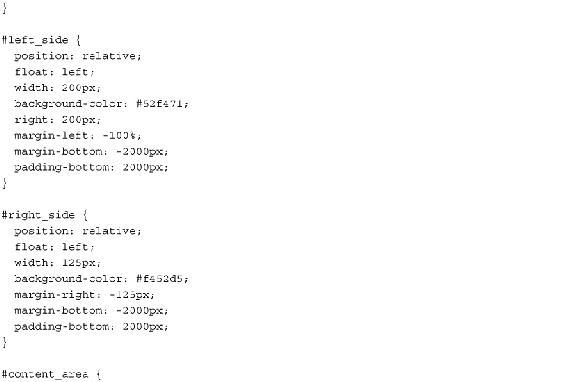 }
#left_side {
position: relative;
float: left;
width: 200px;
background-color: #52f471;
right: 200px;
margin-left: -100%;
margin-bottom: -2000px;
padding-bottom: 2000px;
}
#right_side {
position: relative;
float: left;
width: 125px;
background-color: #f452d5;
margin-right: -125px;
margin-bottom: -2000px;
padding-bottom: 2000px;
}
#content_area {